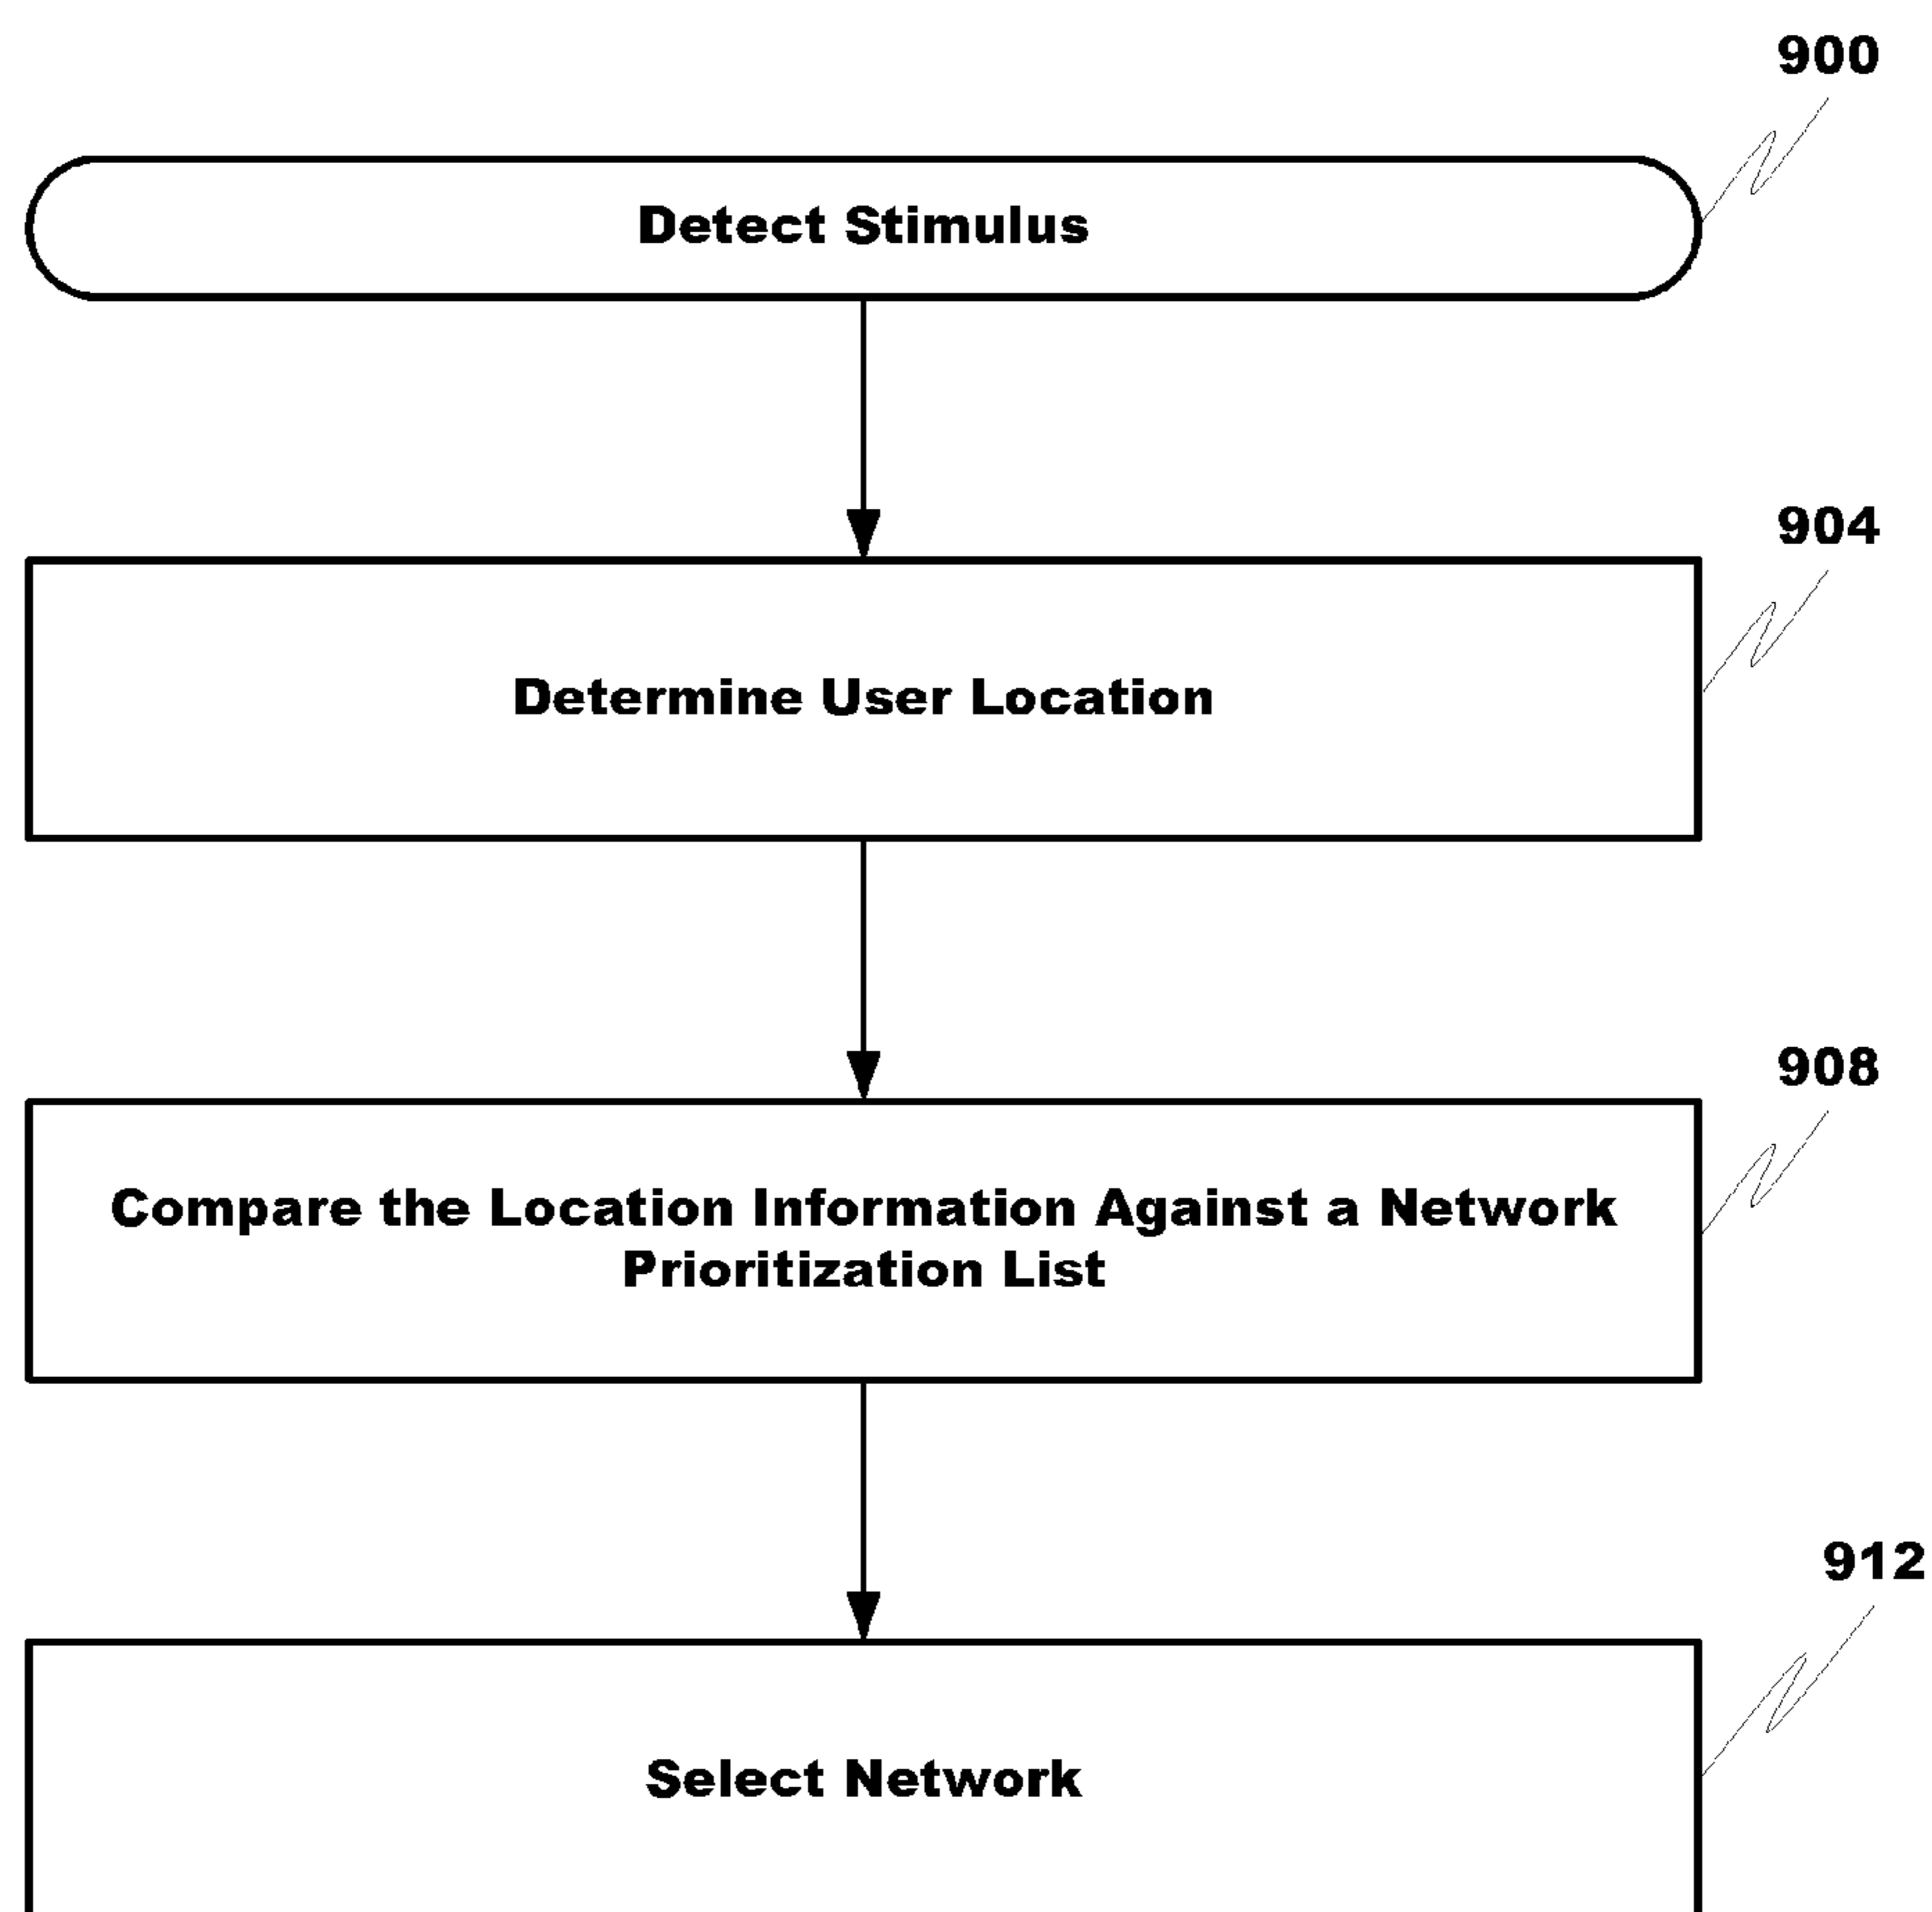 900
Detect Stimulus
904
Determine User Location
908
Compare the Location Information Against a Network
Prioritization List
912
Select Network